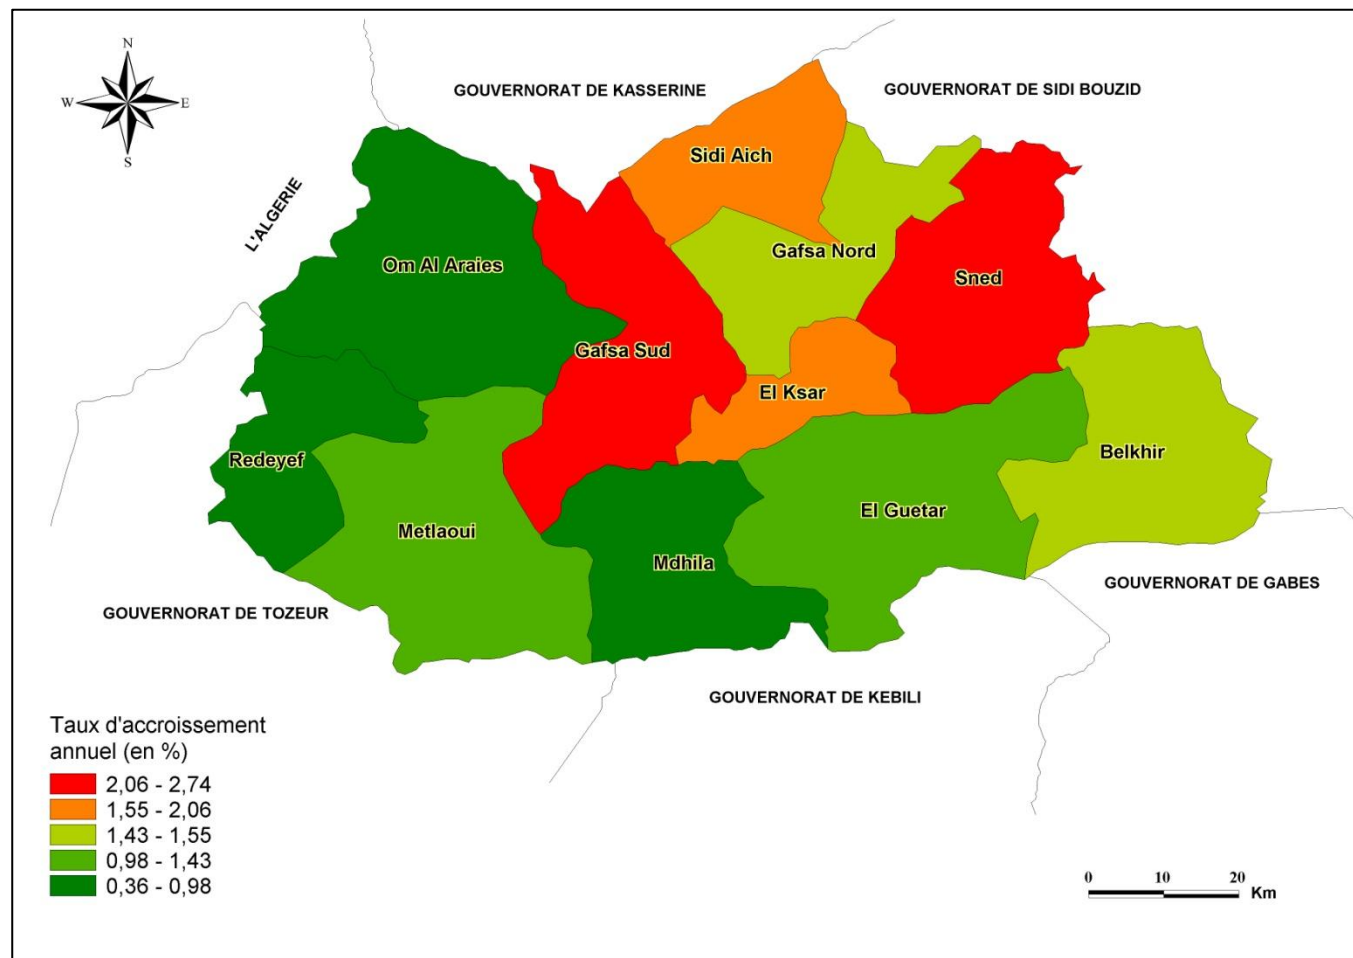 N
W
E
S
GOUVERNORAT DE KASSERINE
GOUVERNORAT DE SIDI BOUZID
L'ALGERIE
Sidi Aich
Gafsa Nord
Om Al Araies
Sned
Gafsa Sud
El Ksar
Belkhir
Redeyef
El Guetar
Metlaoui
Mdhila
GOUVERNORAT DE GABES
GOUVERNORAT DE TOZEUR
GOUVERNORAT DE KEBILI
Taux d'accroissement
annuel (en %)
2,06 - 2,74
1,55 - 2,06
1,43 - 1,55
0,98 - 1,43
0,36 - 0,98
0 10 20
Km